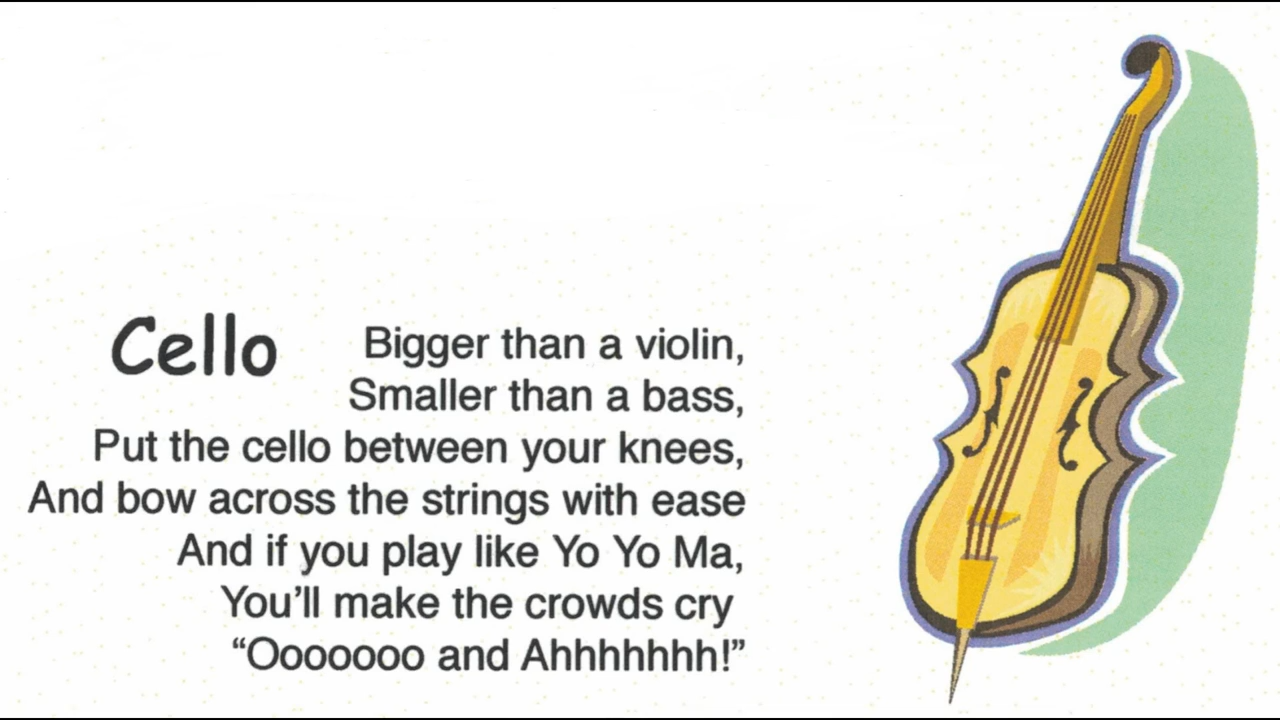 Cello
Bigger than a violin,
Smaller than a bass,
Put the cello between your knees,
And bow across the strings with ease
And if you play like Yo Yo Ma,
You'll make the crowds cry
“Ooooooo and Ahhhhhhh!”